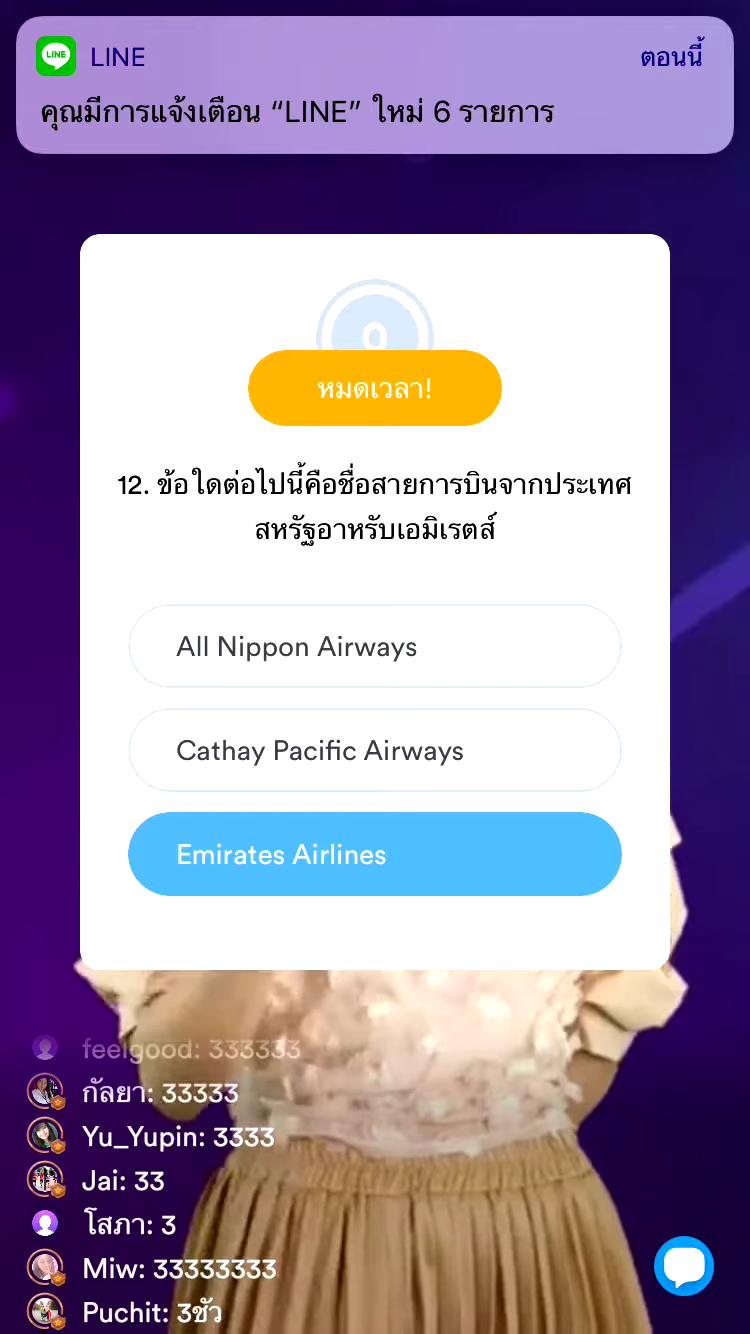 LINE
LINE
ตอนนี้
คุณมีการแจ้งเตือน “LINE” ใหม่ 6 รายการ
0
หมดเวลา!
12. ข้อใดต่อไปนี้คือชื่อสายการบินจากประเทศ
สหรัฐอาหรับเอมิเรตส์
All Nippon Airways
Cathay Pacific Airways
Emirates Airlines
feelgood: 333333
กัลยา: 33333
Yu_Yupin: 3333
Jai: 33
โสภา: 3
Miw: 33333333
Puchit: 3ชัว